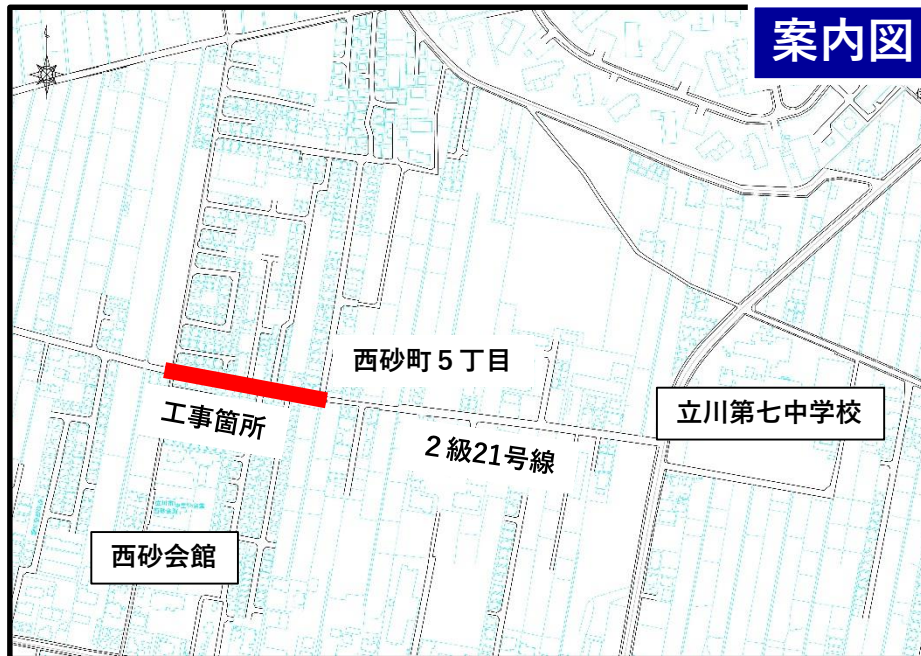 案内図
西砂町５丁目
工事箇所
２級21号線
立川第七中学校
西砂会館